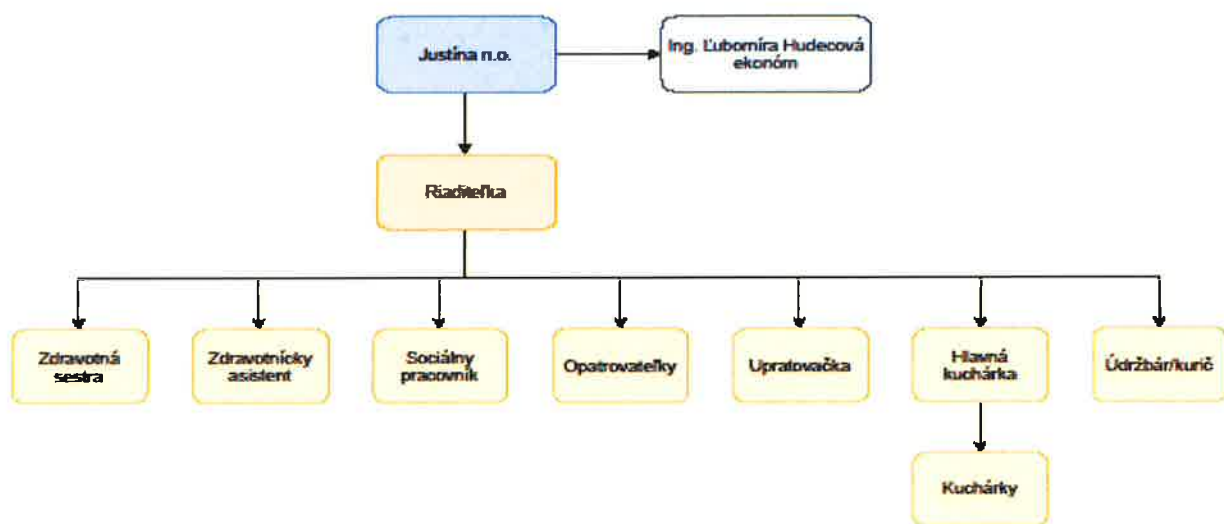 Justína n.o.
Ing. Ľubomíra Hudecová
ekonóm
Riaditeľka
Zdravotná
sestra
Zdravotnícky
asistent
Sociálny
pracovník
Opatrovateľky
Upratovačka
Hlavná
kuchárka
Údržbár/kurič
Kuchárky